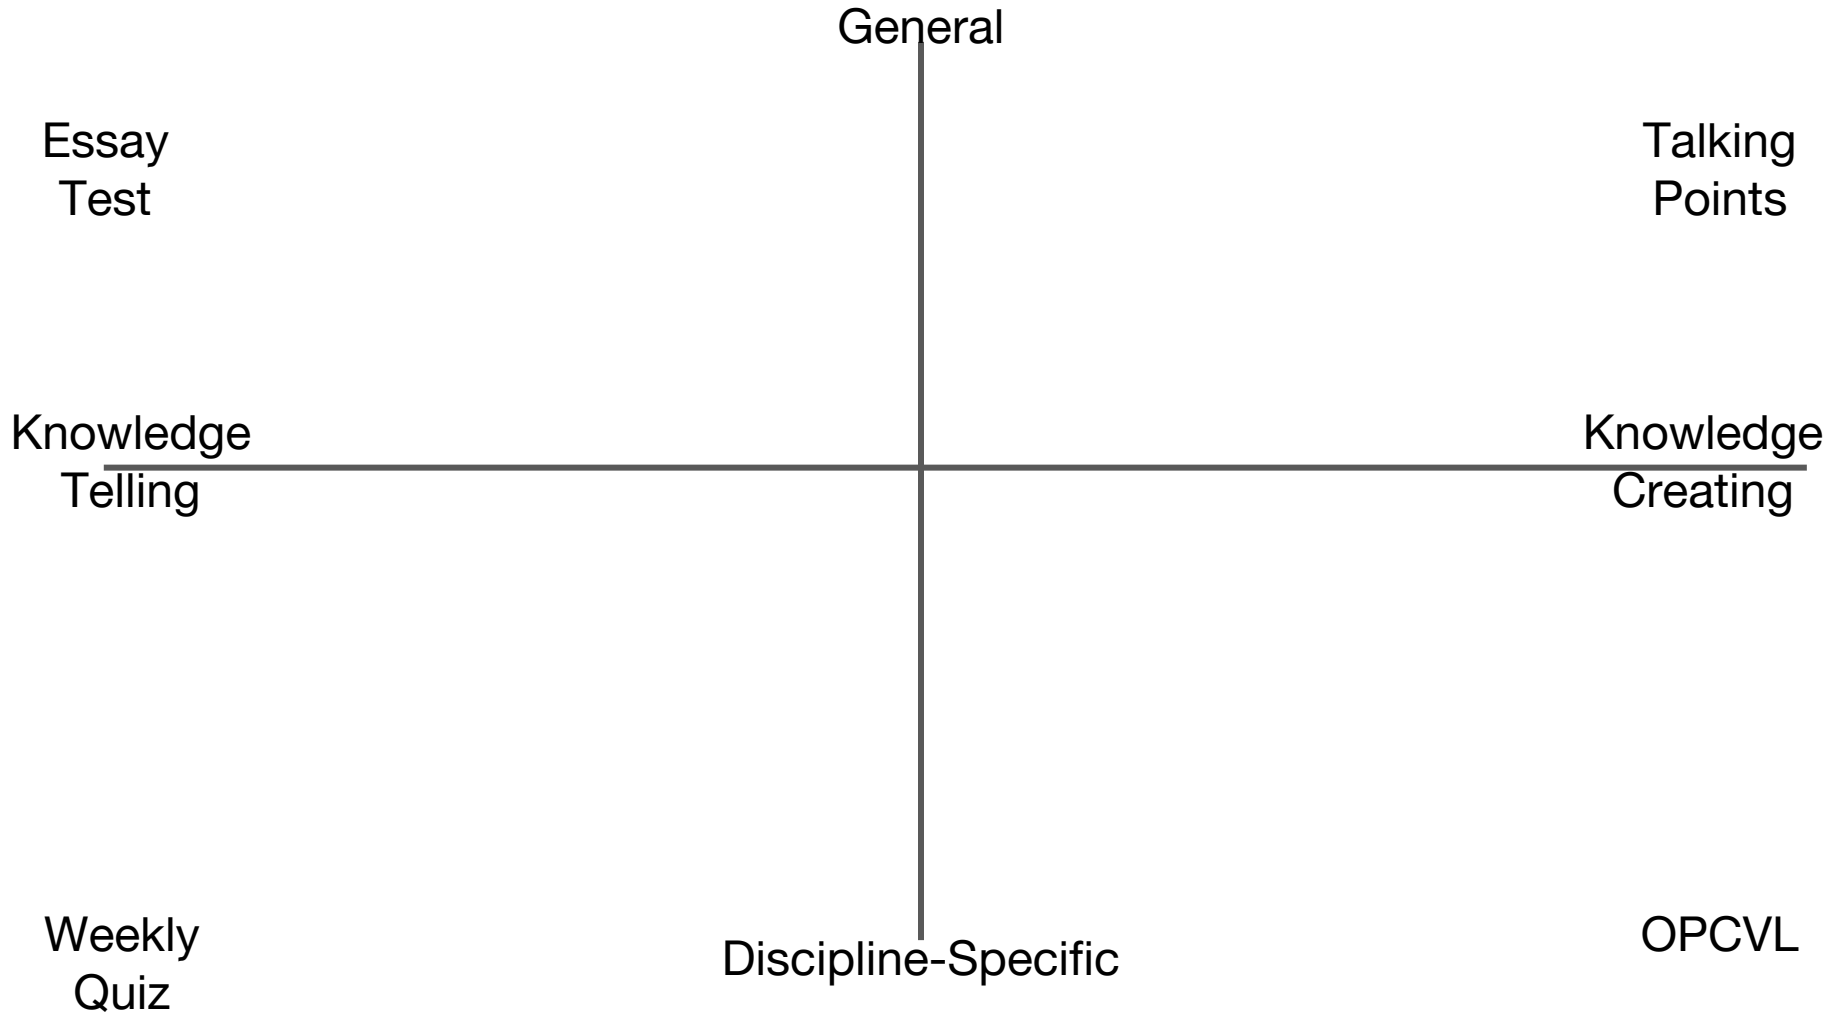 General
Essay
Test
Talking
Points
Knowledge
Telling
Knowledge
Creating
Weekly
Quiz
Discipline-Specific
OPCVL